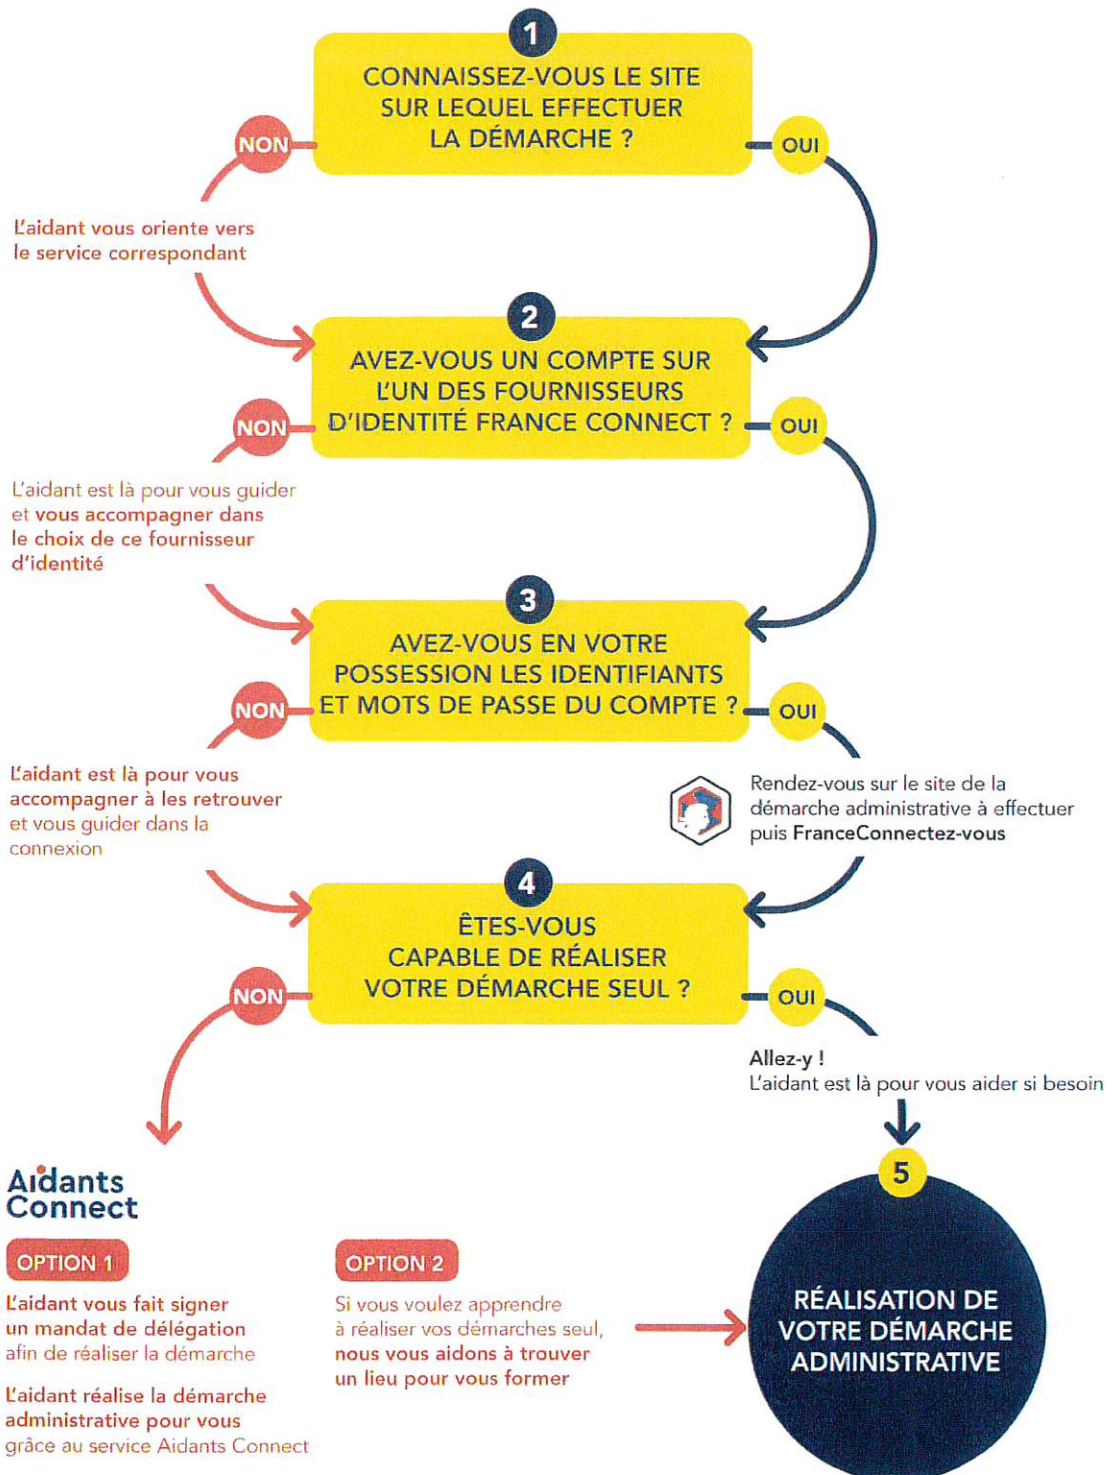 1
CONNAISSEZ-VOUS LE SITE
SUR LEQUEL EFFECTUER
LA DÉMARCHE ?
NON
OUI
L'aidant vous oriente vers
le service correspondant
2
AVEZ-VOUS UN COMPTE SUR
L'UN DES FOURNISSEURS
D'IDENTITÉ FRANCE CONNECT ?
NON
OUI
L'aidant est là pour vous guider
et vous accompagner dans
le choix de ce fournisseur
d'identité
3
AVEZ-VOUS EN VOTRE
POSSESSION LES IDENTIFIANTS
ET MOTS DE PASSE DU COMPTE ?
NON
OUI
L'aidant est là pour vous
accompagner à les retrouver
et vous guider dans la
connexion
Rendez-vous sur le site de la
démarche administrative à effectuer
puis FranceConnectez-vous
4
ÊTES-VOUS
CAPABLE DE RÉALISER
VOTRE DÉMARCHE SEUL ?
NON
OUI
Allez-y !
L'aidant est là pour vous aider si besoin
Aidants
Connect
OPTION 1
L'aidant vous fait signer
un mandat de délégation
afin de réaliser la démarche
L'aidant réalise la démarche
administrative pour vous
grâce au service Aidants Connect
OPTION 2
Si vous voulez apprendre
à réaliser vos démarches seul,
nous vous aidons à trouver
un lieu pour vous former
5
RÉALISATION DE
VOTRE DÉMARCHE
ADMINISTRATIVE